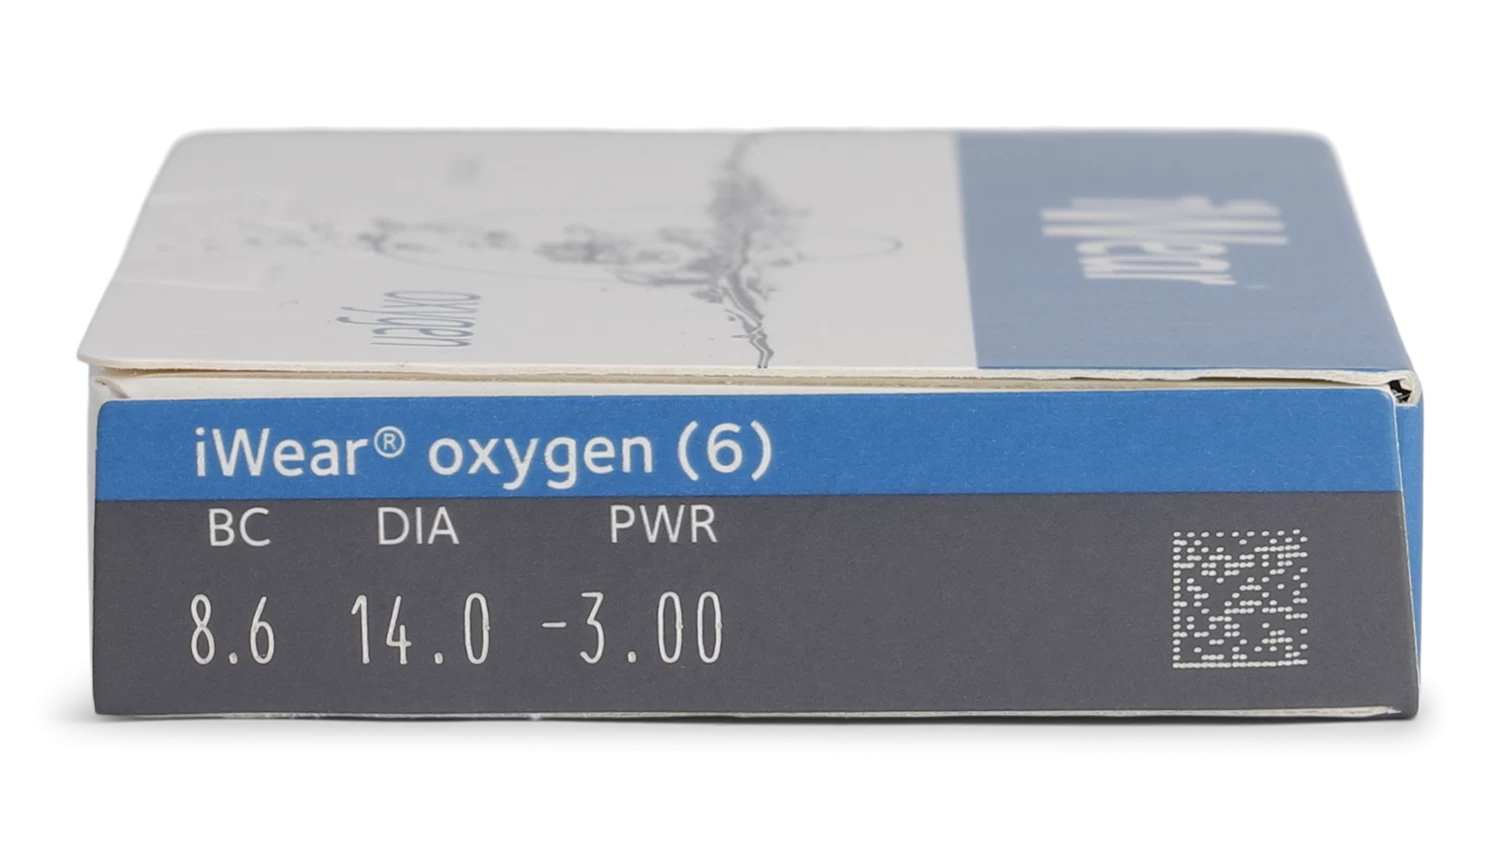 iWear
oxygen
iWear® oxygen (6)
BC DIA PWR
8.6 14.0 -3.00